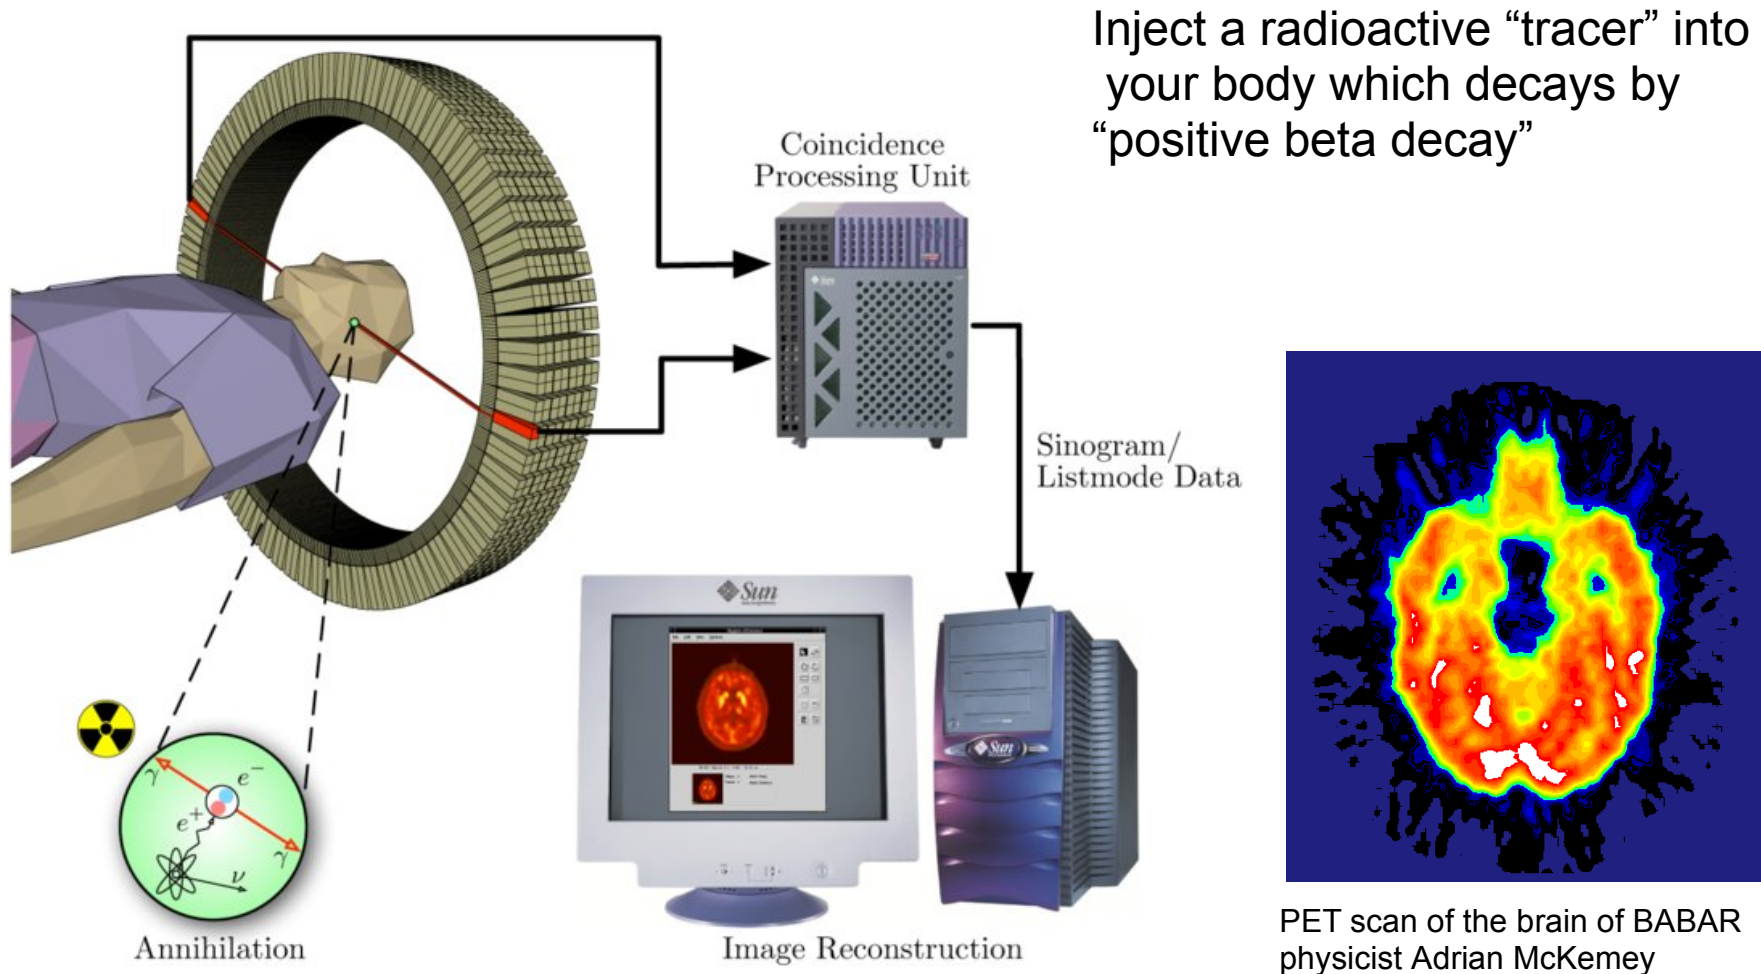 Inject a radioactive “tracer” into
your body which decays by
“positive beta decay”
Coincidence
Processing Unit
Sun
Sinogram/
Listmode Data
Sun
Sun
γ
e⁻
e⁺
γ
ν
Annihilation
Image Reconstruction
PET scan of the brain of BABAR
physicist Adrian McKemey